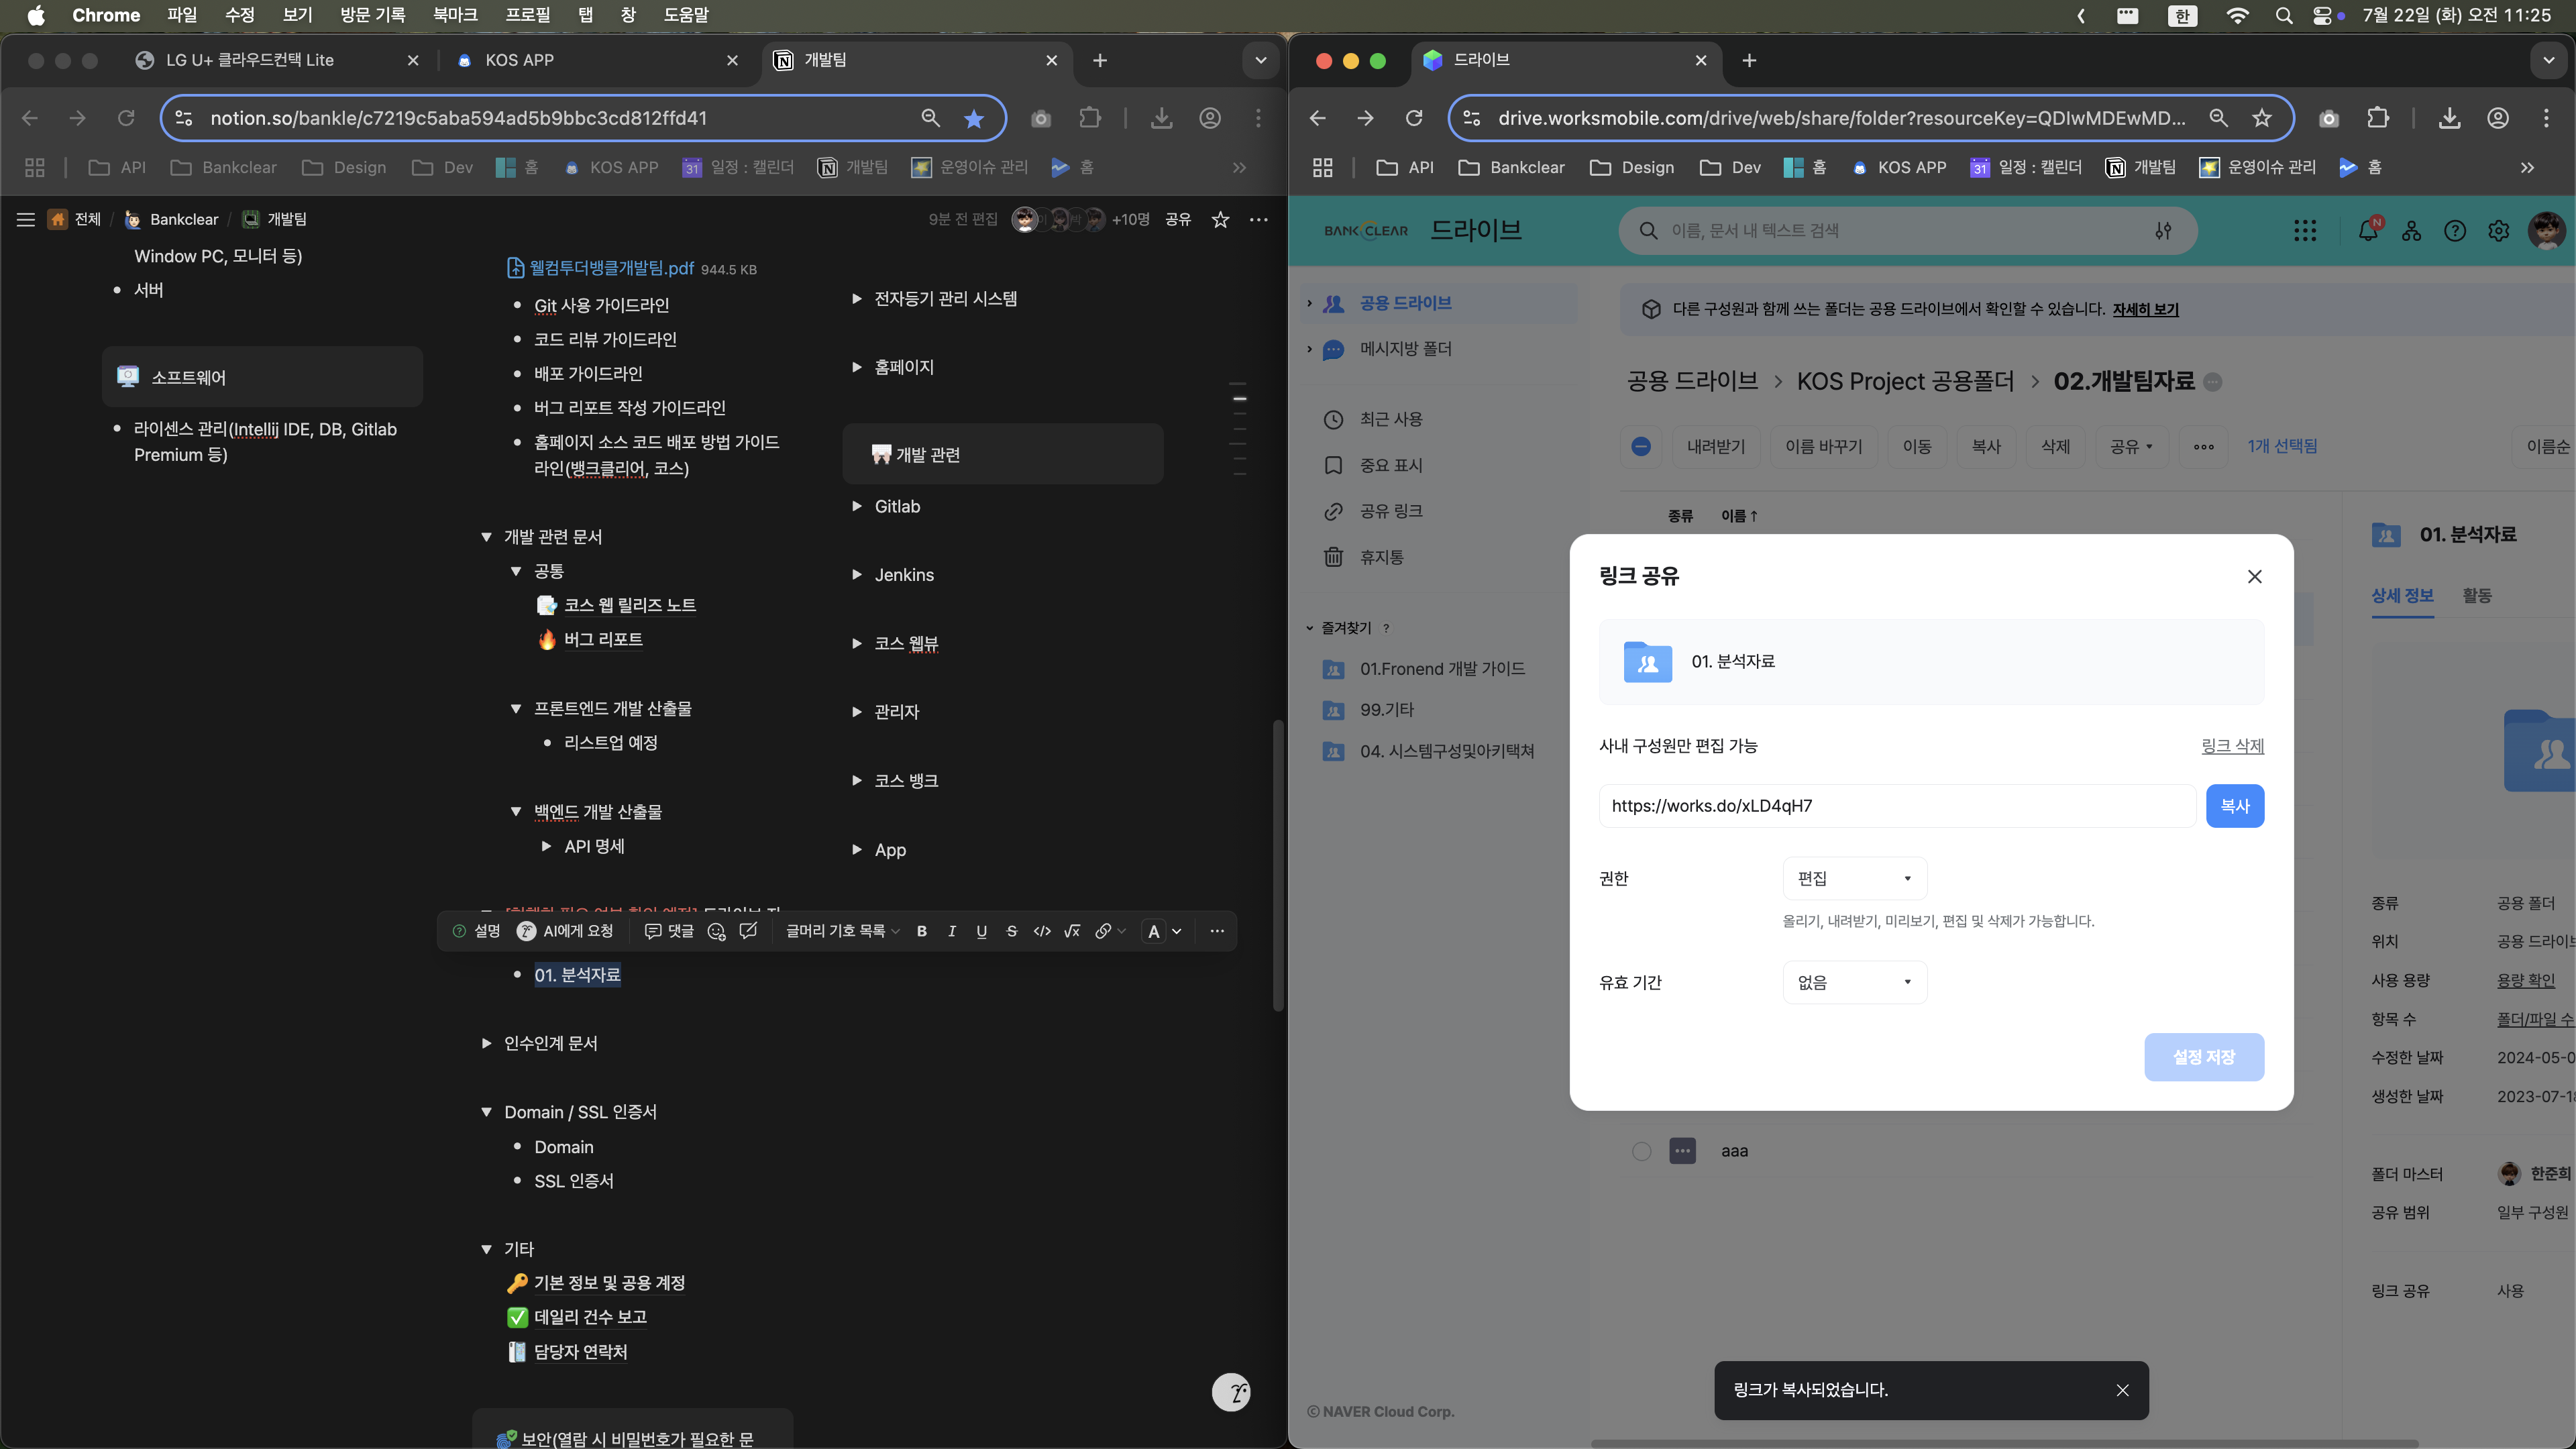 Chrome 파일 수정 보기 방문 기록 북마크 프로필 탭 창 도움말
한 7월 22일 (화) 오전 11:25
LG U+ 클라우드컨택 Lite
KOS APP
개발팀
notion.so/bankle/c7219c5aba594ad5b9bbc3cd812ffd41
API Bankclear Design Dev 홈 KOS APP 31 일정 : 캘린더 개발팀 운영이슈 관리 홈
전체 / Bankclear / 개발팀
9분 전 편집 +10명 공유
Window PC, 모니터 등)
서버
소프트웨어
라이센스 관리(Intellij IDE, DB, Gitlab
Premium 등)
웰컴투더뱅클개발팀.pdf 944.5 KB
Git 사용 가이드라인
코드 리뷰 가이드라인
배포 가이드라인
버그 리포트 작성 가이드라인
홈페이지 소스 코드 배포 방법 가이드
라인(뱅크클리어, 코스)
개발 관련 문서
공통
코스 웹 릴리즈 노트
버그 리포트
프론트엔드 개발 산출물
리스트업 예정
백엔드 개발 산출물
API 명세
설명 AI에게 요청 댓글 글머리 기호 목록 B I U S </> √x A
01. 분석자료
인수인계 문서
Domain / SSL 인증서
Domain
SSL 인증서
기타
기본 정보 및 공용 계정
데일리 건수 보고
담당자 연락처
보안(열람 시 비밀번호가 필요한 문
전자등기 관리 시스템
홈페이지
개발 관련
Gitlab
Jenkins
코스 웹뷰
관리자
코스 뱅크
App
드라이브
drive.worksmobile.com/drive/web/share/folder?resourceKey=QDIwMDEwMD...
API Bankclear Design Dev 홈 KOS APP 31 일정 : 캘린더 개발팀 운영이슈 관리 홈
BANKCLEAR 드라이브
이름, 문서 내 텍스트 검색
N
공용 드라이브
메시지방 폴더
최근 사용
중요 표시
공유 링크
휴지통
즐겨찾기 ?
01.Fronend 개발 가이드
99.기타
04. 시스템구성및아키택쳐
© NAVER Cloud Corp.
다른 구성원과 함께 쓰는 폴더는 공용 드라이브에서 확인할 수 있습니다. 자세히 보기
공용 드라이브 > KOS Project 공용폴더 > 02.개발팀자료
내려받기 이름 바꾸기 이동 복사 삭제 공유 1개 선택됨 이름순
종류 이름 ↑
링크 공유
01. 분석자료
사내 구성원만 편집 가능
링크 삭제
https://works.do/xLD4qH7
복사
권한 편집
올리기, 내려받기, 미리보기, 편집 및 삭제가 가능합니다.
유효 기간 없음
설정 저장
aaa
링크가 복사되었습니다.
01. 분석자료
상세 정보 활동
종류 공용 폴더
위치 공용 드라이브
사용 용량 용량 확인
항목 수 폴더/파일 수
수정한 날짜 2024-05-0
생성한 날짜 2023-07-18
폴더 마스터 한준희
공유 범위 일부 구성원
링크 공유 사용